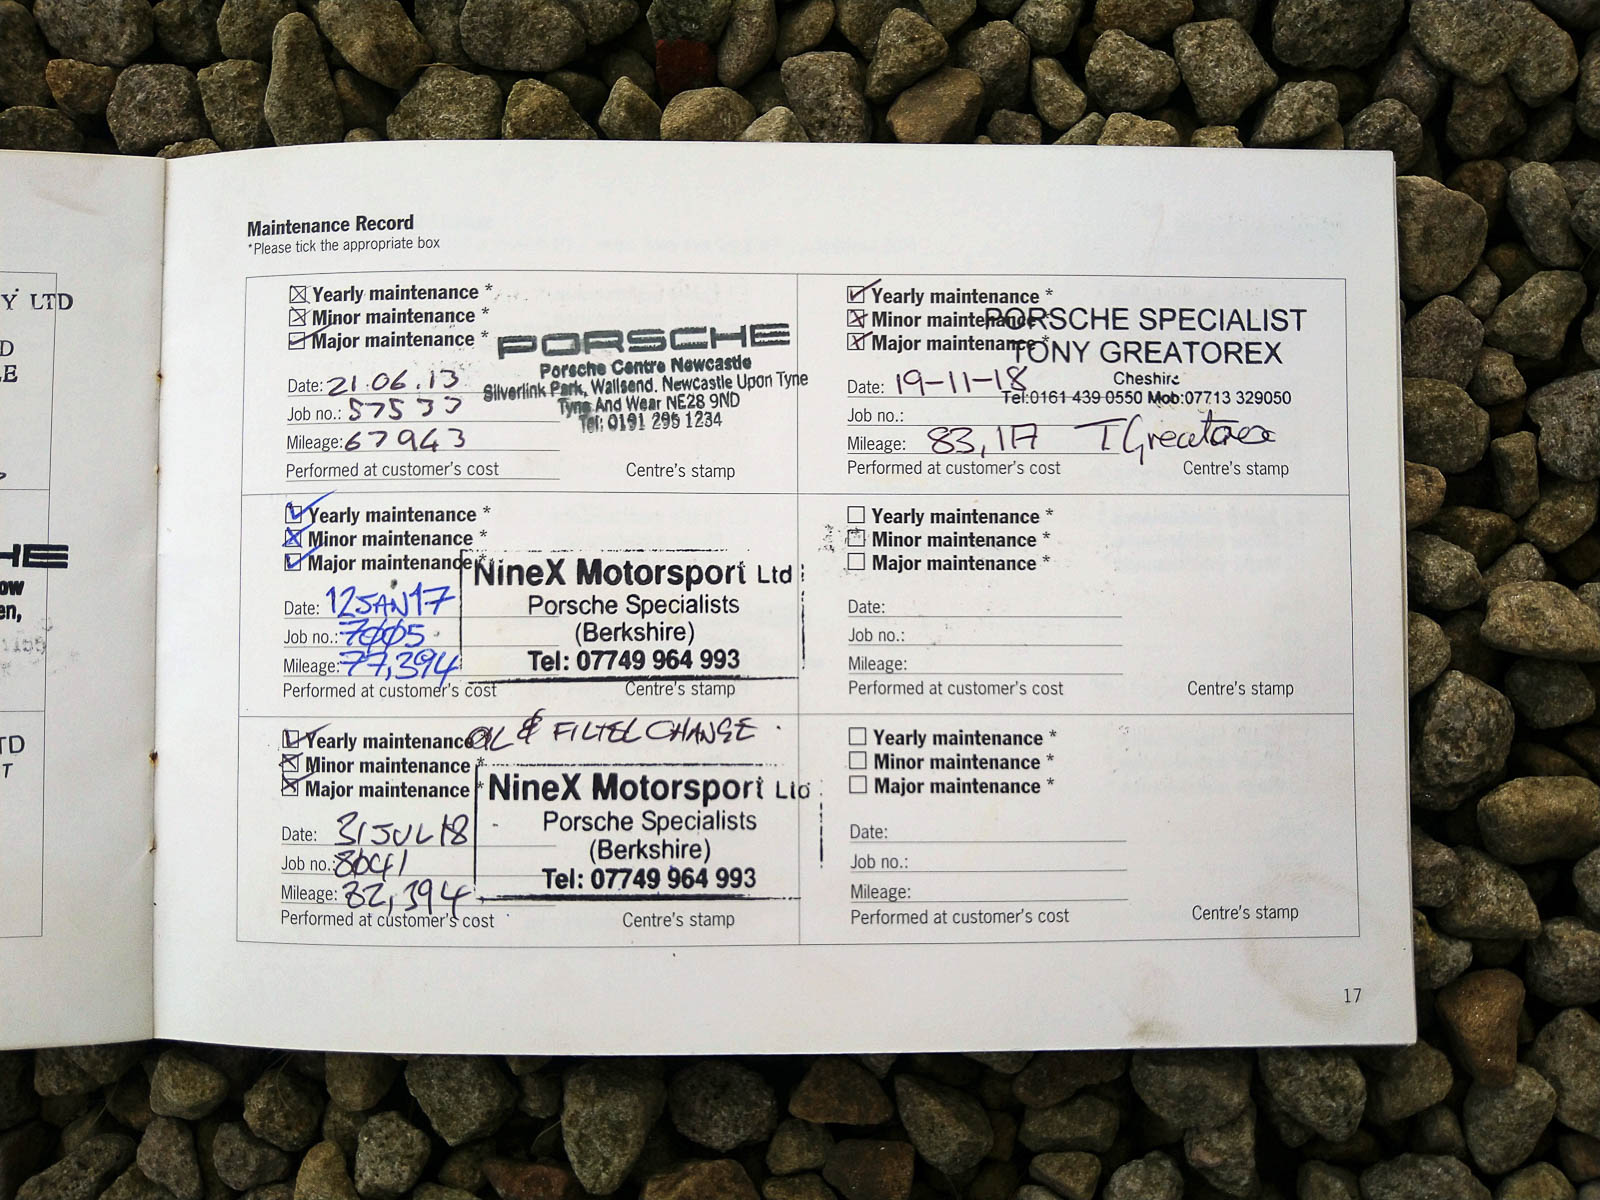 Y LTD
D
LE
HE
ow
en,
TD
T
Maintenance Record
*Please tick the appropriate box
Yearly maintenance *
Minor maintenance *
Major maintenance *
PORSCHE
Porsche Centre Newcastle
Silverlink Park, Wallsend. Newcastle Upon Tyne
Tyne And Wear NE28 9ND
Tel: 0191 295 1234
Date: 21.06.13
Job no.: 57533
Mileage: 67943
Performed at customer's cost
Centre's stamp
Yearly maintenance *
Minor maintenance *
Major maintenance *
NineX Motorsport Ltd
Porsche Specialists
(Berkshire)
Tel: 07749 964 993
Date: 12 JAN 17
Job no.: 7005
Mileage: 77,394
Performed at customer's cost
Centre's stamp
OIL & FILTER CHANGE
Yearly maintenance
Minor maintenance *
Major maintenance *
NineX Motorsport Ltd
Porsche Specialists
(Berkshire)
Tel: 07749 964 993
Date: 31 JUL 18
Job no.: 8041
Mileage: 82,394
Performed at customer's cost
Centre's stamp
Yearly maintenance *
Minor maintenance *
Major maintenance *
PORSCHE SPECIALIST
TONY GREATOREX
Cheshire
Tel:0161 439 0550 Mob:07713 329050
Date: 19-11-18
Job no.:
Mileage: 83,117 T Greatorex
Performed at customer's cost
Centre's stamp
Yearly maintenance *
Minor maintenance *
Major maintenance *
Date:
Job no.:
Mileage:
Performed at customer's cost
Centre's stamp
Yearly maintenance *
Minor maintenance *
Major maintenance *
Date:
Job no.:
Mileage:
Performed at customer's cost
Centre's stamp
17